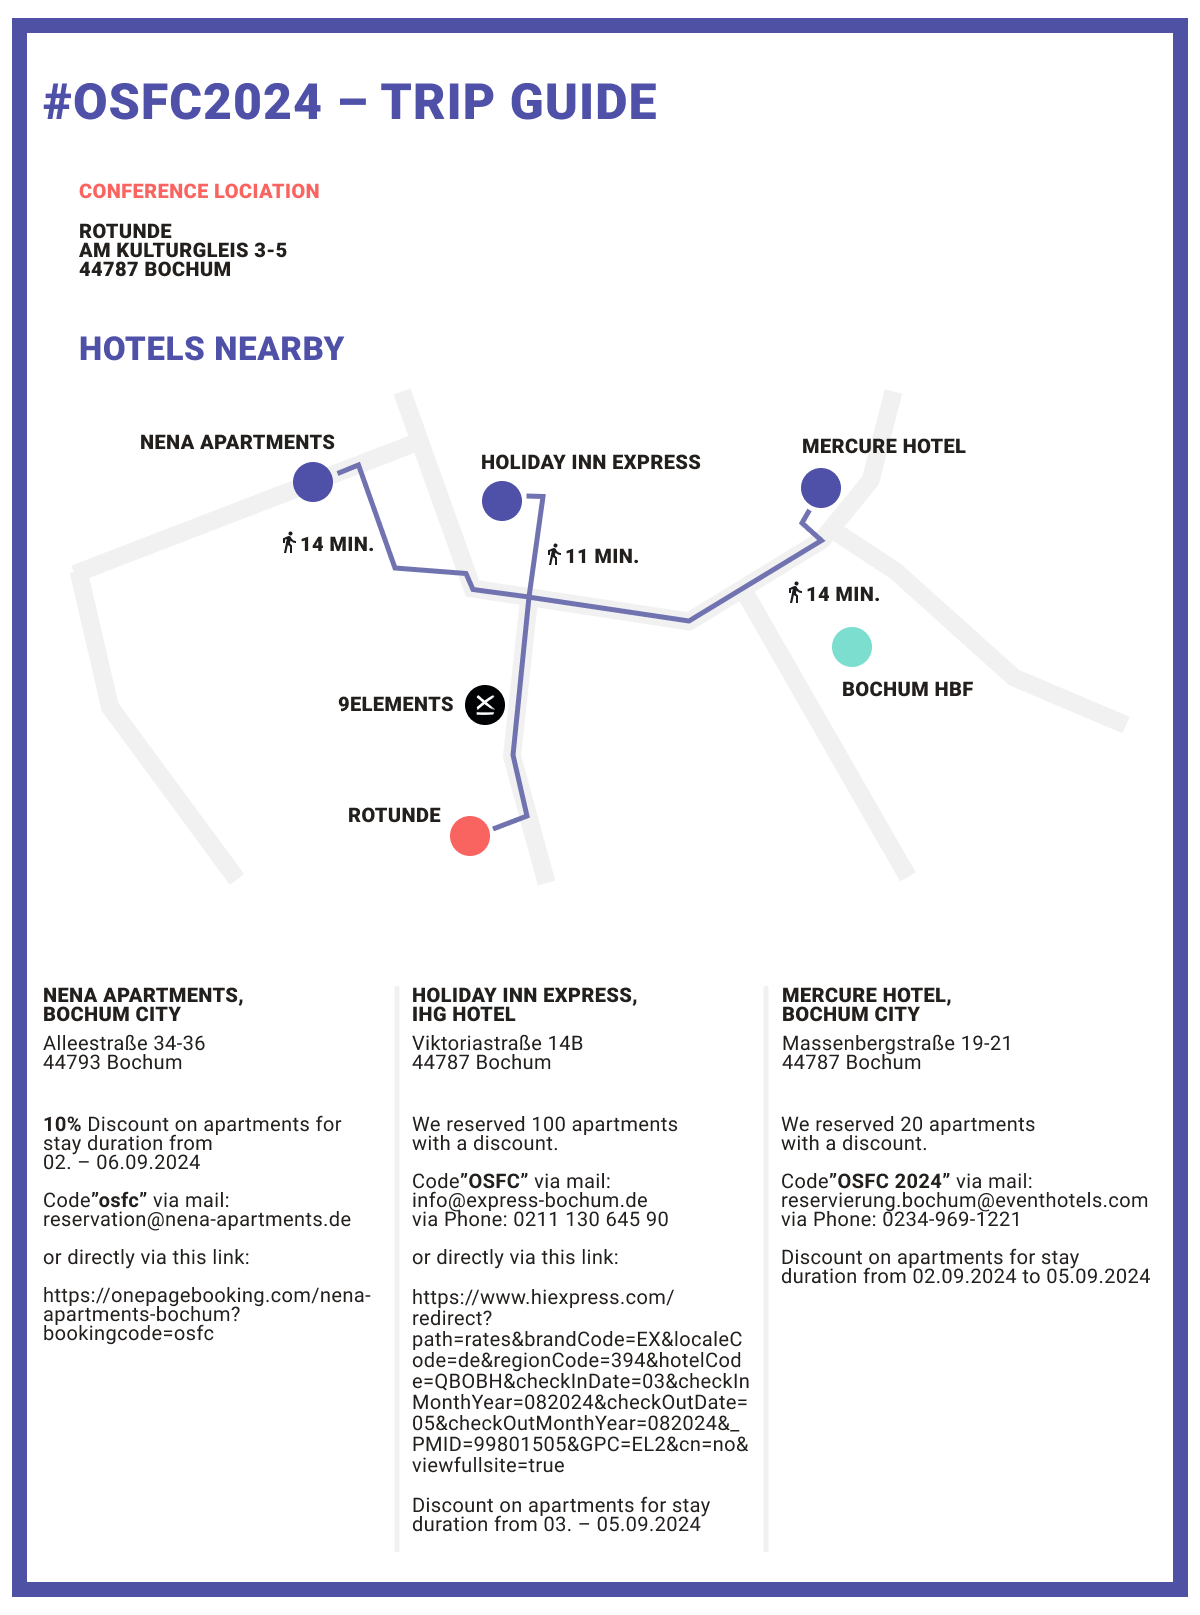 #OSFC2024 – TRIP GUIDE
CONFERENCE LOCIATION
ROTUNDE
AM KULTURGLEIS 3-5
44787 BOCHUM
HOTELS NEARBY
NENA APARTMENTS
HOLIDAY INN EXPRESS
MERCURE HOTEL
14 MIN.
11 MIN.
14 MIN.
BOCHUM HBF
9ELEMENTS
ROTUNDE
NENA APARTMENTS,
BOCHUM CITY
Alleestraße 34-36
44793 Bochum
10% Discount on apartments for
stay duration from
02. – 06.09.2024
Code”osfc” via mail:
reservation@nena-apartments.de
or directly via this link:
https://onepagebooking.com/nena-
apartments-bochum?
bookingcode=osfc
HOLIDAY INN EXPRESS,
IHG HOTEL
Viktoriastraße 14B
44787 Bochum
We reserved 100 apartments
with a discount.
Code”OSFC” via mail:
info@express-bochum.de
via Phone: 0211 130 645 90
or directly via this link:
https://www.hiexpress.com/
redirect?
path=rates&brandCode=EX&localeC
ode=de&regionCode=394&hotelCod
e=QBOBH&checkInDate=03&checkIn
MonthYear=082024&checkOutDate=
05&checkOutMonthYear=082024&_
PMID=99801505&GPC=EL2&cn=no&
viewfullsite=true
Discount on apartments for stay
duration from 03. – 05.09.2024
MERCURE HOTEL,
BOCHUM CITY
Massenbergstraße 19-21
44787 Bochum
We reserved 20 apartments
with a discount.
Code”OSFC 2024” via mail:
reservierung.bochum@eventhotels.com
via Phone: 0234-969-1221
Discount on apartments for stay
duration from 02.09.2024 to 05.09.2024